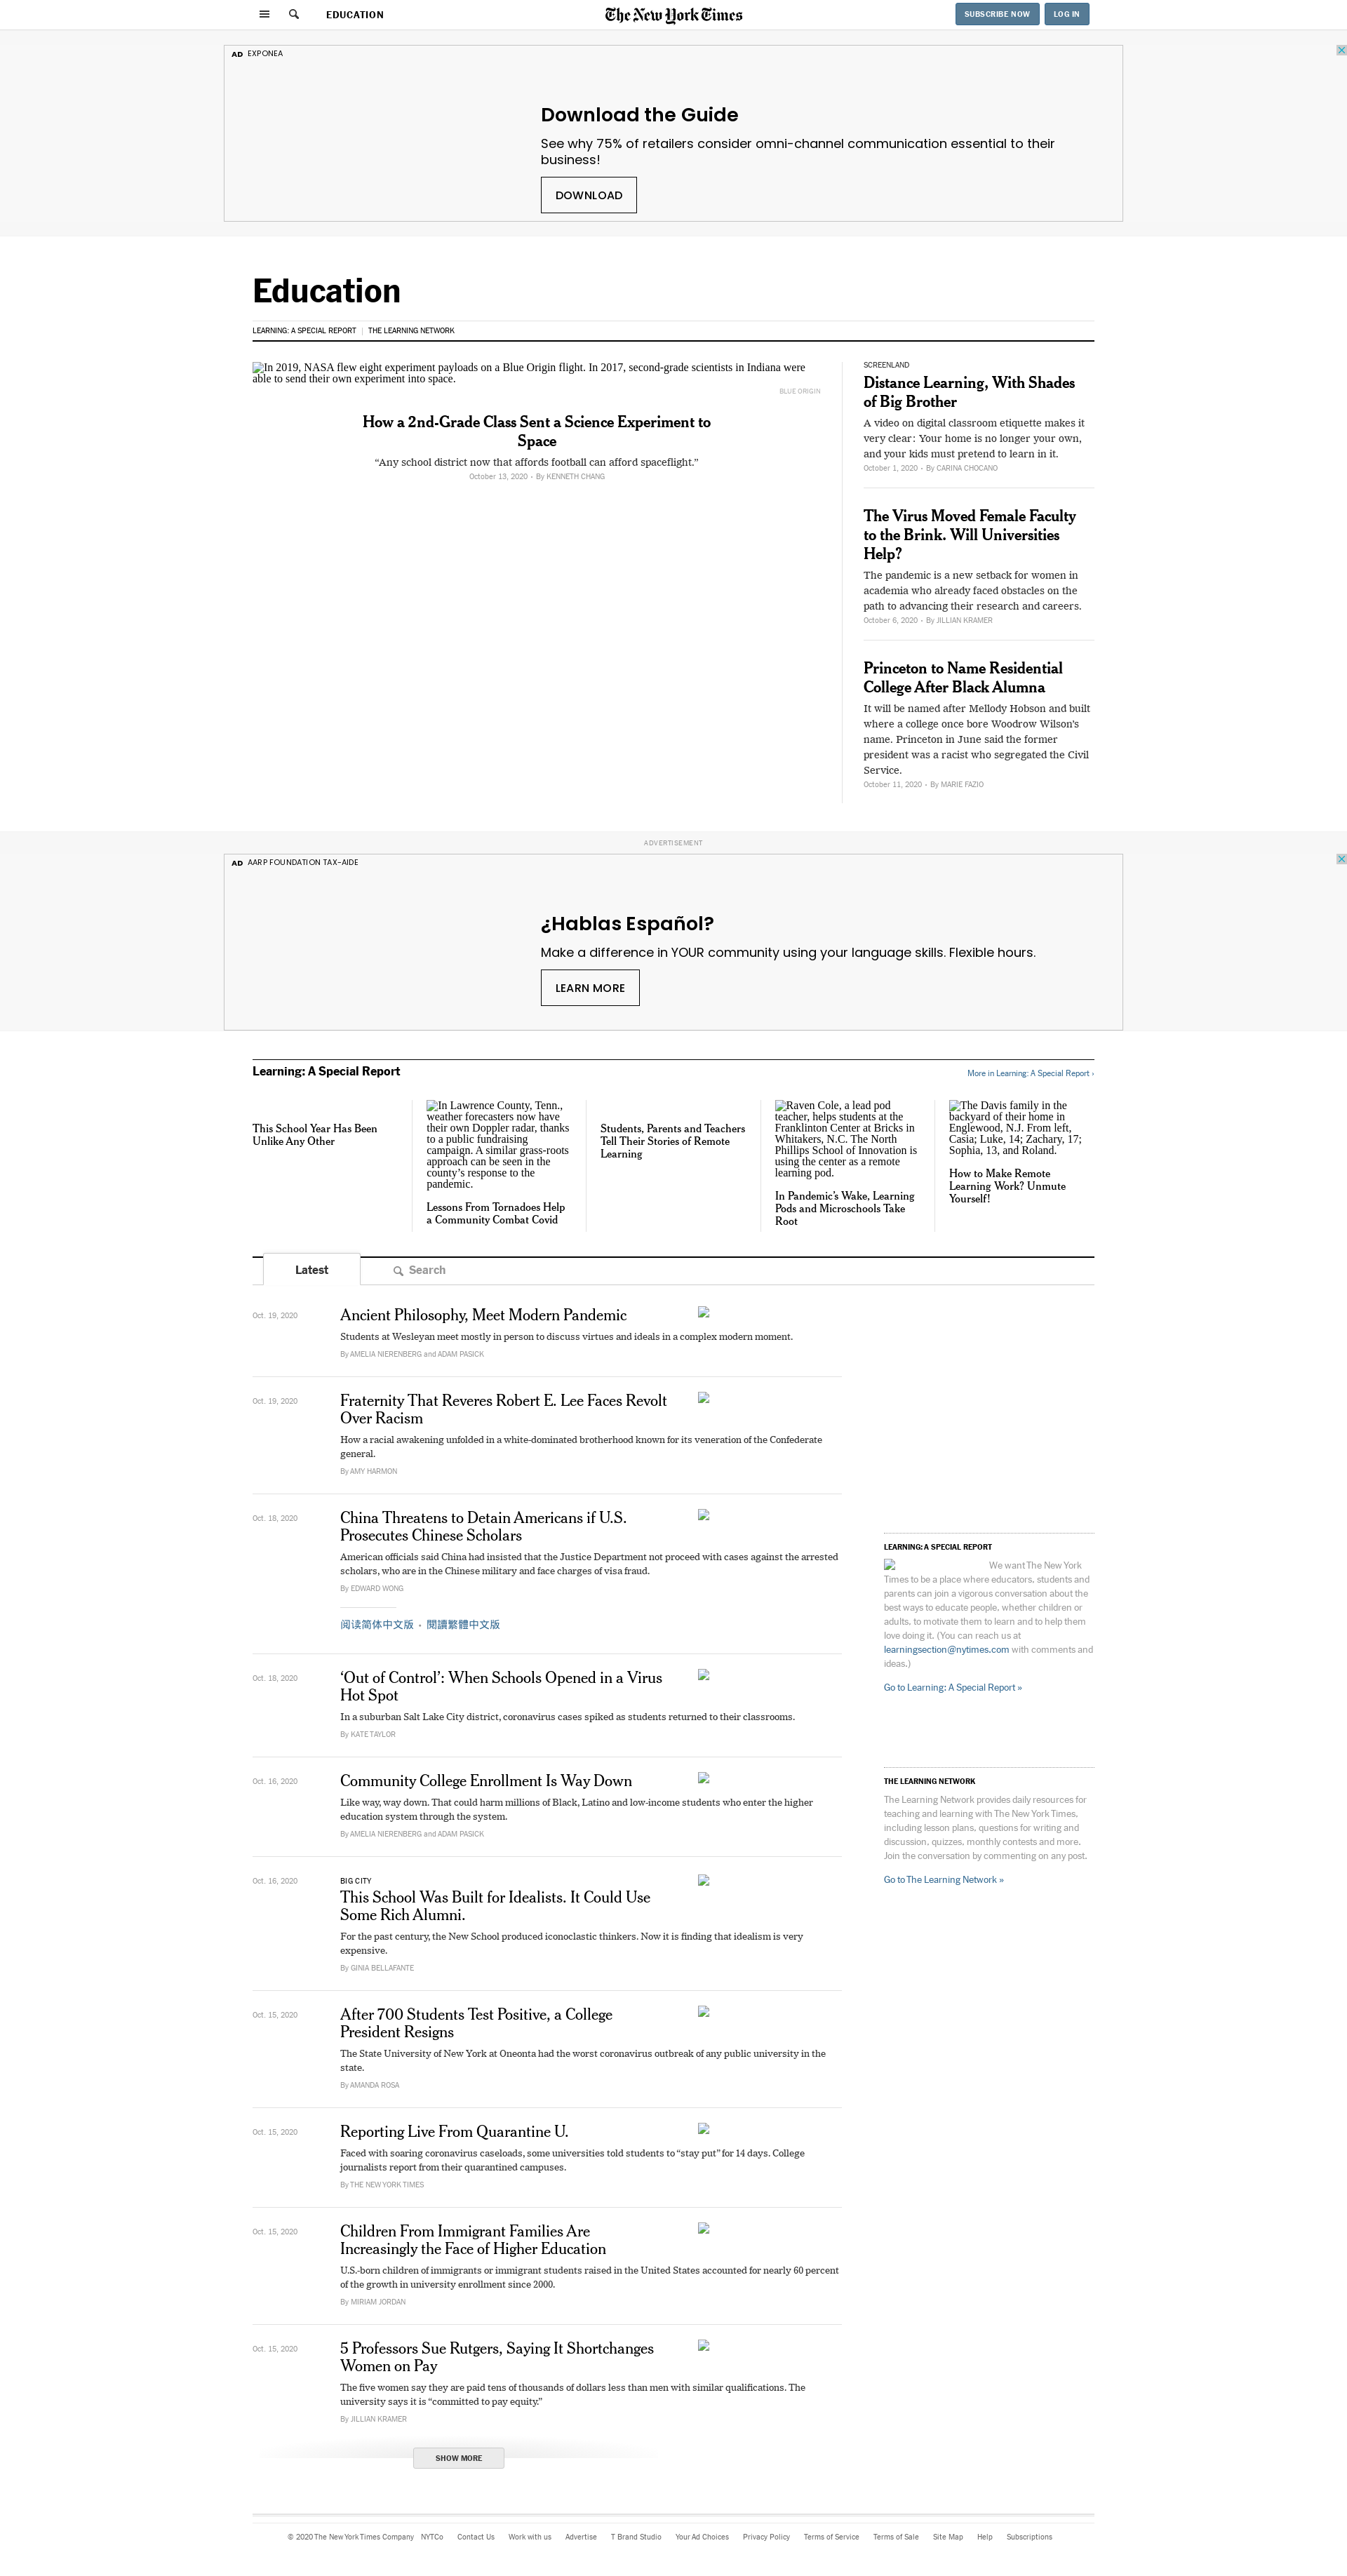 EDUCATION
The New York Times
SUBSCRIBE NOW
LOG IN
AD EXPONEA
Download the Guide
See why 75% of retailers consider omni-channel communication essential to their
business!
DOWNLOAD
Education
LEARNING: A SPECIAL REPORT | THE LEARNING NETWORK
In 2019, NASA flew eight experiment payloads on a Blue Origin flight. In 2017, second-grade scientists in Indiana were
able to send their own experiment into space.
BLUE ORIGIN
How a 2nd-Grade Class Sent a Science Experiment to
Space
“Any school district now that affords football can afford spaceflight.”
October 13, 2020 • By KENNETH CHANG
SCREENLAND
Distance Learning, With Shades
of Big Brother
A video on digital classroom etiquette makes it
very clear: Your home is no longer your own,
and your kids must pretend to learn in it.
October 1, 2020 • By CARINA CHOCANO
The Virus Moved Female Faculty
to the Brink. Will Universities
Help?
The pandemic is a new setback for women in
academia who already faced obstacles on the
path to advancing their research and careers.
October 6, 2020 • By JILLIAN KRAMER
Princeton to Name Residential
College After Black Alumna
It will be named after Mellody Hobson and built
where a college once bore Woodrow Wilson’s
name. Princeton in June said the former
president was a racist who segregated the Civil
Service.
October 11, 2020 • By MARIE FAZIO
ADVERTISEMENT
AD AARP FOUNDATION TAX-AIDE
¿Hablas Español?
Make a difference in YOUR community using your language skills. Flexible hours.
LEARN MORE
Learning: A Special Report
More in Learning: A Special Report ›
This School Year Has Been
Unlike Any Other
In Lawrence County, Tenn.,
weather forecasters now have
their own Doppler radar, thanks
to a public fundraising
campaign. A similar grass-roots
approach can be seen in the
county’s response to the
pandemic.
Lessons From Tornadoes Help
a Community Combat Covid
Students, Parents and Teachers
Tell Their Stories of Remote
Learning
Raven Cole, a lead pod
teacher, helps students at the
Franklinton Center at Bricks in
Whitakers, N.C. The North
Phillips School of Innovation is
using the center as a remote
learning pod.
In Pandemic’s Wake, Learning
Pods and Microschools Take
Root
The Davis family in the
backyard of their home in
Englewood, N.J. From left,
Casia; Luke, 14; Zachary, 17;
Sophia, 13, and Roland.
How to Make Remote
Learning Work? Unmute
Yourself!
Latest
Search
Oct. 19, 2020
Ancient Philosophy, Meet Modern Pandemic
Students at Wesleyan meet mostly in person to discuss virtues and ideals in a complex modern moment.
By AMELIA NIERENBERG and ADAM PASICK
Oct. 19, 2020
Fraternity That Reveres Robert E. Lee Faces Revolt
Over Racism
How a racial awakening unfolded in a white-dominated brotherhood known for its veneration of the Confederate
general.
By AMY HARMON
Oct. 18, 2020
China Threatens to Detain Americans if U.S.
Prosecutes Chinese Scholars
American officials said China had insisted that the Justice Department not proceed with cases against the arrested
scholars, who are in the Chinese military and face charges of visa fraud.
By EDWARD WONG
阅读简体中文版 • 閱讀繁體中文版
Oct. 18, 2020
‘Out of Control’: When Schools Opened in a Virus
Hot Spot
In a suburban Salt Lake City district, coronavirus cases spiked as students returned to their classrooms.
By KATE TAYLOR
Oct. 16, 2020
Community College Enrollment Is Way Down
Like way, way down. That could harm millions of Black, Latino and low-income students who enter the higher
education system through the system.
By AMELIA NIERENBERG and ADAM PASICK
Oct. 16, 2020
BIG CITY
This School Was Built for Idealists. It Could Use
Some Rich Alumni.
For the past century, the New School produced iconoclastic thinkers. Now it is finding that idealism is very
expensive.
By GINIA BELLAFANTE
Oct. 15, 2020
After 700 Students Test Positive, a College
President Resigns
The State University of New York at Oneonta had the worst coronavirus outbreak of any public university in the
state.
By AMANDA ROSA
Oct. 15, 2020
Reporting Live From Quarantine U.
Faced with soaring coronavirus caseloads, some universities told students to “stay put” for 14 days. College
journalists report from their quarantined campuses.
By THE NEW YORK TIMES
Oct. 15, 2020
Children From Immigrant Families Are
Increasingly the Face of Higher Education
U.S.-born children of immigrants or immigrant students raised in the United States accounted for nearly 60 percent
of the growth in university enrollment since 2000.
By MIRIAM JORDAN
Oct. 15, 2020
5 Professors Sue Rutgers, Saying It Shortchanges
Women on Pay
The five women say they are paid tens of thousands of dollars less than men with similar qualifications. The
university says it is “committed to pay equity.”
By JILLIAN KRAMER
SHOW MORE
LEARNING: A SPECIAL REPORT
We want The New York
Times to be a place where educators, students and
parents can join a vigorous conversation about the
best ways to educate people, whether children or
adults, to motivate them to learn and to help them
love doing it. (You can reach us at
learningsection@nytimes.com with comments and
ideas.)
Go to Learning: A Special Report »
THE LEARNING NETWORK
The Learning Network provides daily resources for
teaching and learning with The New York Times,
including lesson plans, questions for writing and
discussion, quizzes, monthly contests and more.
Join the conversation by commenting on any post.
Go to The Learning Network »
© 2020 The New York Times Company NYTCo Contact Us Work with us Advertise T Brand Studio Your Ad Choices Privacy Policy Terms of Service Terms of Sale Site Map Help Subscriptions